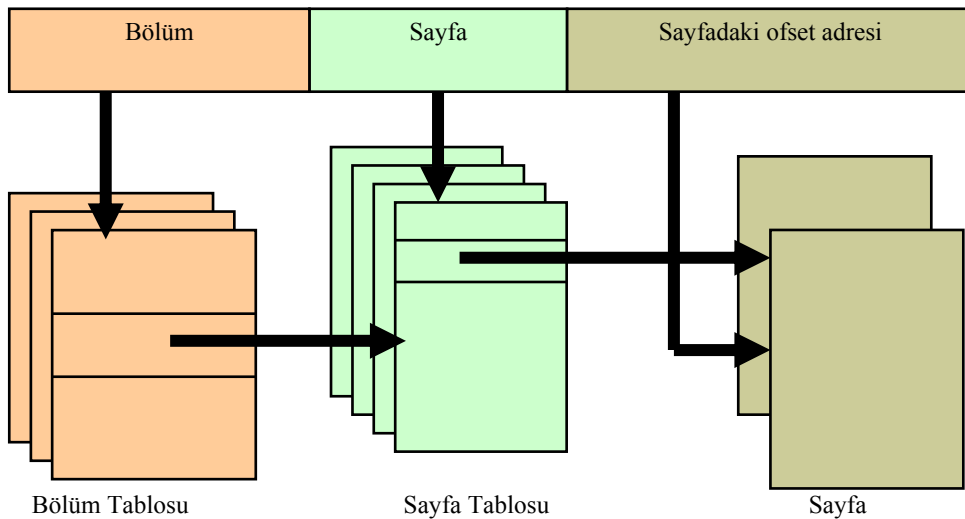 Bölüm
Sayfa
Sayfadaki ofset adresi
Bölüm Tablosu
Sayfa Tablosu
Sayfa